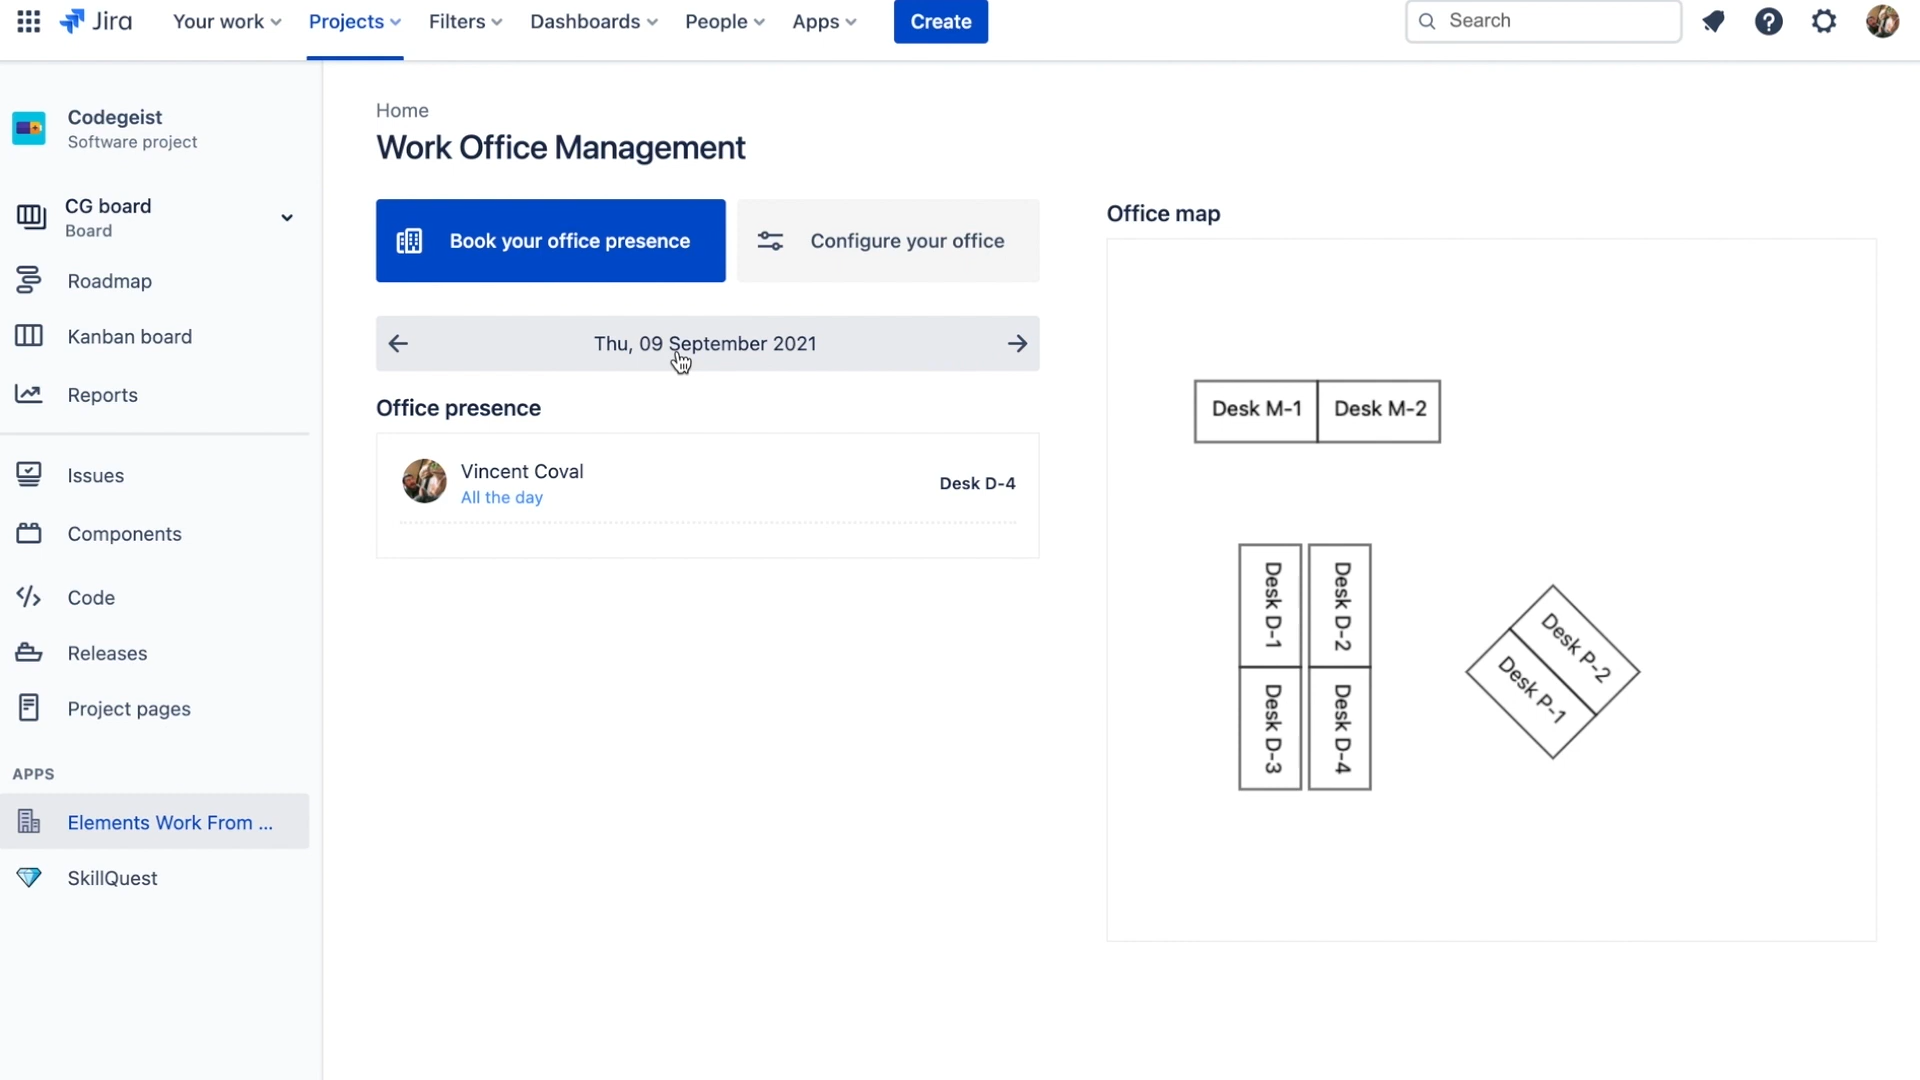 Jira
Your work
Projects
Filters
Dashboards
People
Apps
Create
Search
Codegeist
Software project
CG board
Board
Roadmap
Kanban board
Reports
Issues
Components
Code
Releases
Project pages
APPS
Elements Work From ...
SkillQuest
Home
Work Office Management
Book your office presence
Configure your office
Thu, 09 September 2021
Office presence
Vincent Coval
All the day
Desk D-4
Office map
Desk M-1
Desk M-2
Desk D-1
Desk D-2
Desk D-3
Desk D-4
Desk P-2
Desk P-1